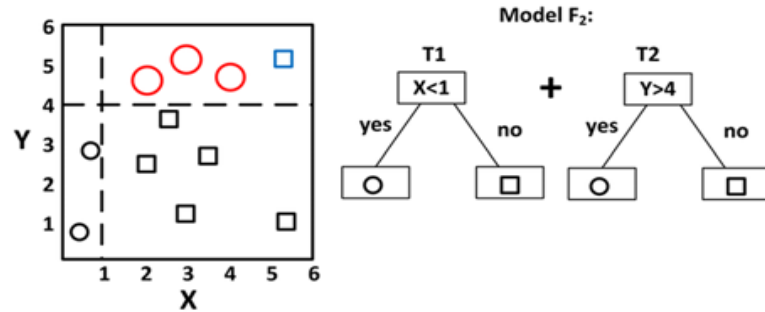 Model F₂:
T1
T2
X<1
+
Y>4
yes
no
yes
no
6
5
4
3
2
1
Y
1 2 3 4 5 6
X